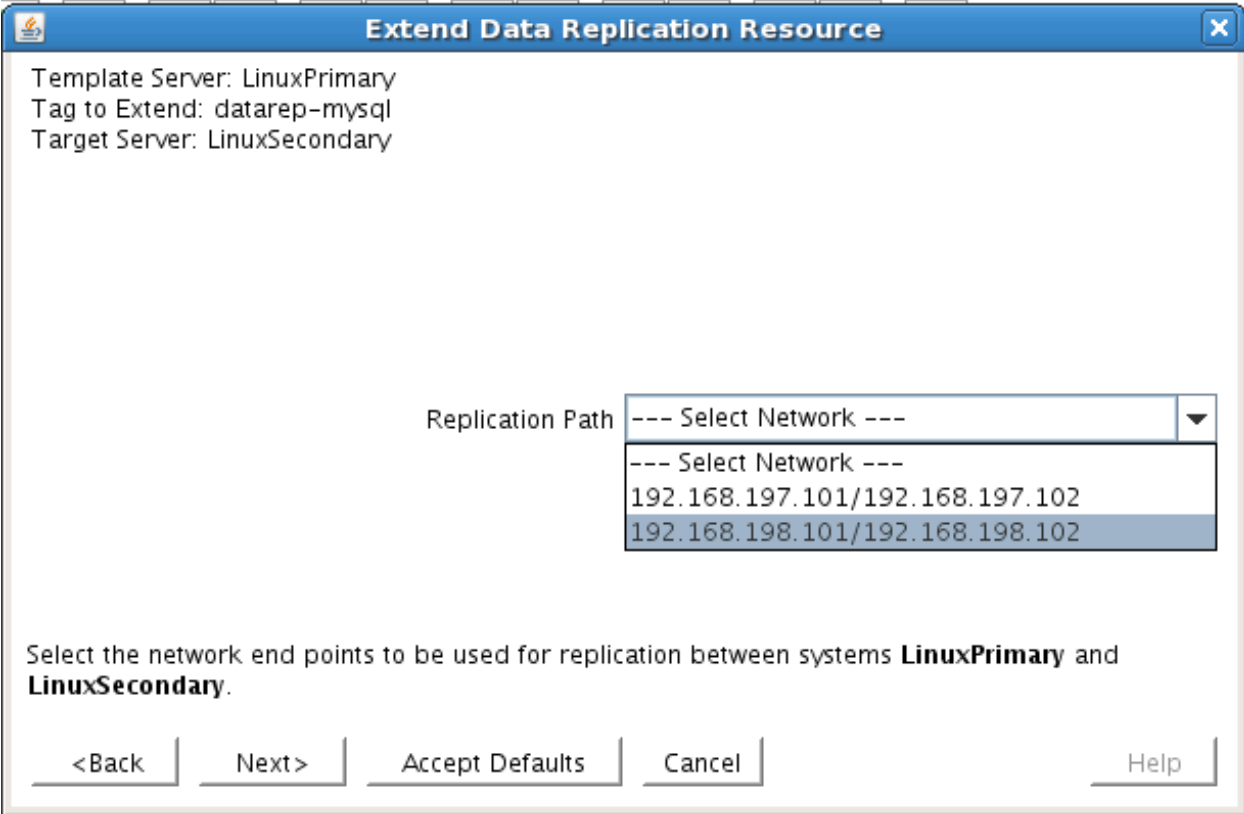 Extend Data Replication Resource
Template Server: LinuxPrimary
Tag to Extend: datarep-mysql
Target Server: LinuxSecondary
Replication Path --- Select Network ---
--- Select Network ---
192.168.197.101/192.168.197.102
192.168.198.101/192.168.198.102
Select the network end points to be used for replication between systems LinuxPrimary and
LinuxSecondary.
<Back Next> Accept Defaults Cancel Help